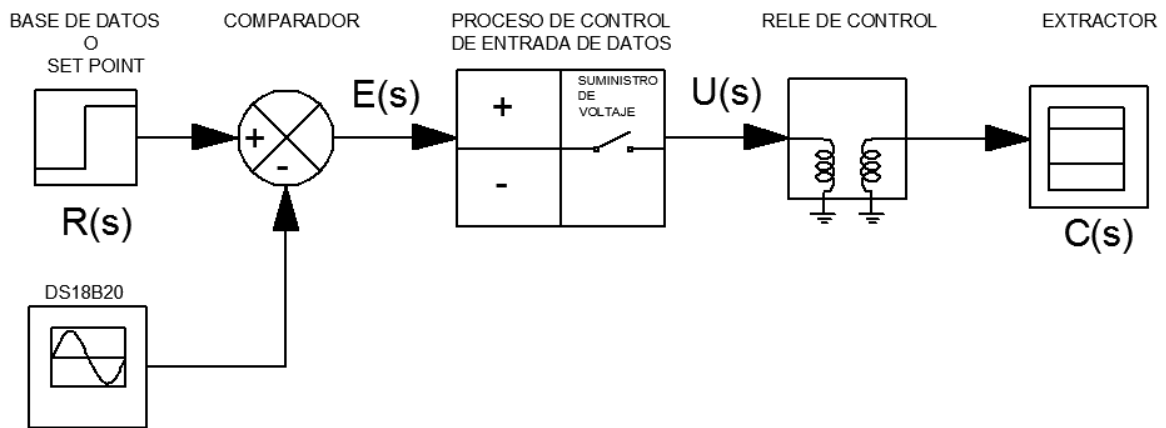 BASE DE DATOS
O
SET POINT
COMPARADOR
PROCESO DE CONTROL
DE ENTRADA DE DATOS
RELE DE CONTROL
EXTRACTOR
R(s)
+
-
E(s)
+
-
SUMINISTRO
DE
VOLTAJE
U(s)
C(s)
DS18B20